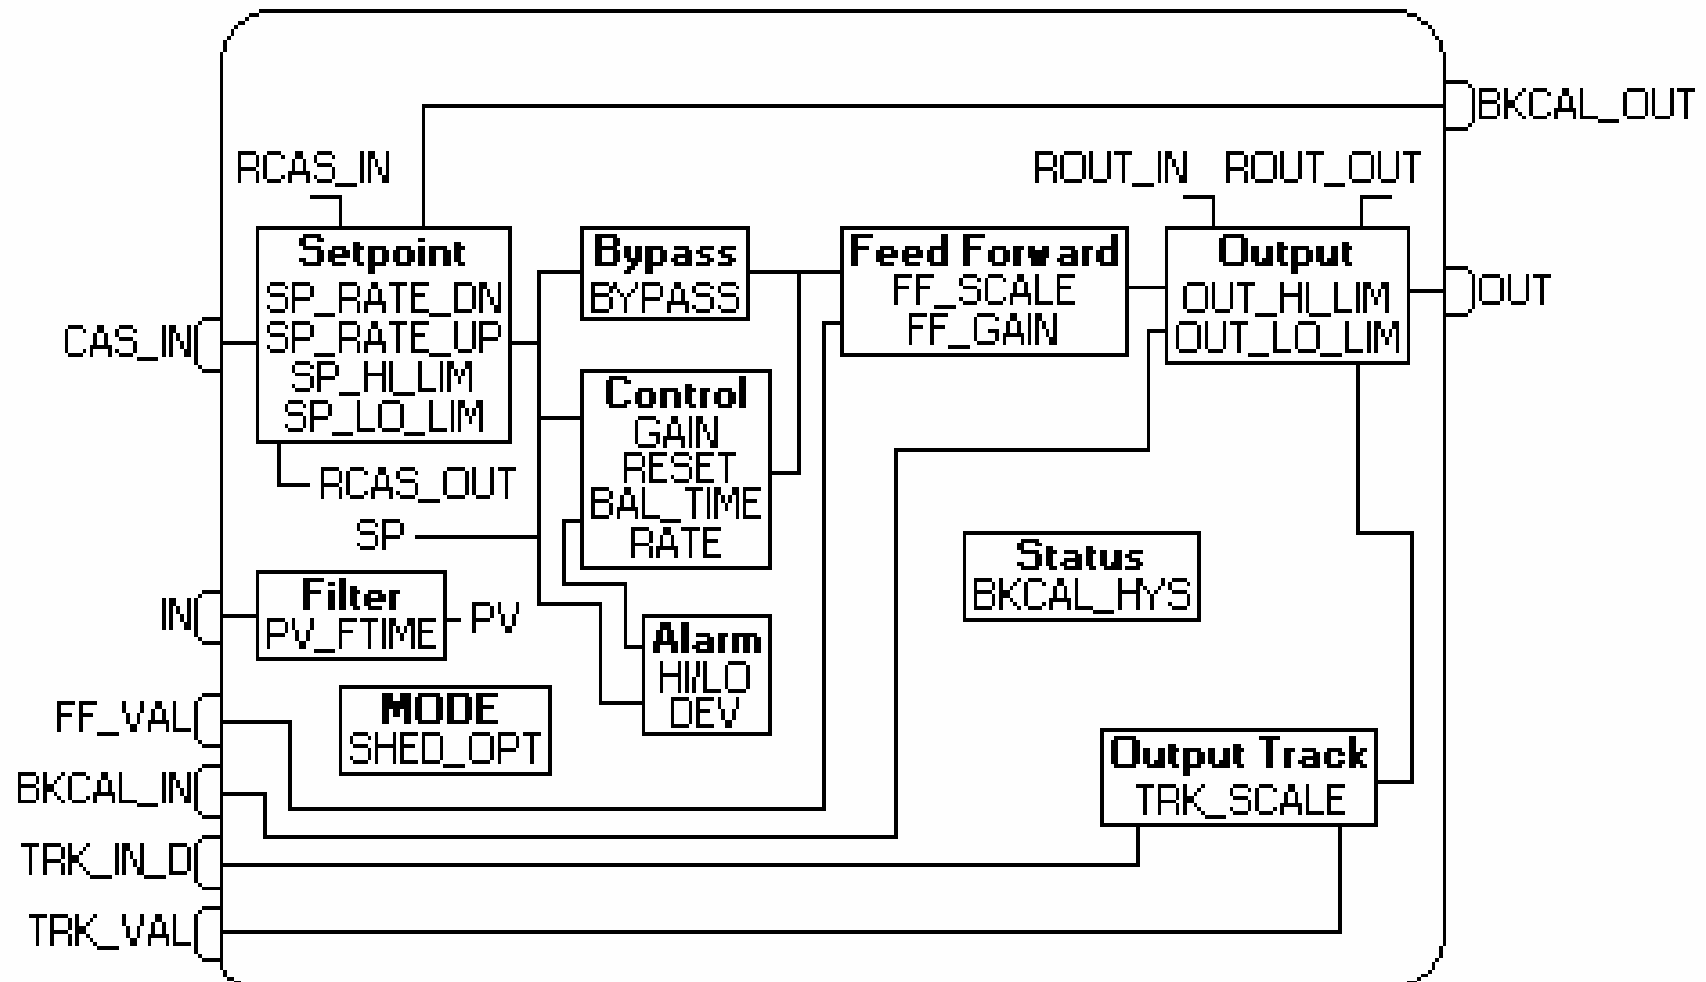 BKCAL_OUT
RCAS_IN
ROUT_IN
ROUT_OUT
Setpoint
SP_RATE_DN
SP_RATE_UP
SP_HI_LIM
SP_LO_LIM
Bypass
BYPASS
Feed Forward
FF_SCALE
FF_GAIN
Output
OUT_HI_LIM
OUT_LO_LIM
OUT
CAS_IN
Control
GAIN
RESET
BAL_TIME
RATE
RCAS_OUT
SP
Status
BKCAL_HYS
IN
Filter
PV_FTIME
PV
Alarm
HI/LO
DEV
FF_VAL
MODE
SHED_OPT
Output Track
TRK_SCALE
BKCAL_IN
TRK_IN_D
TRK_VAL